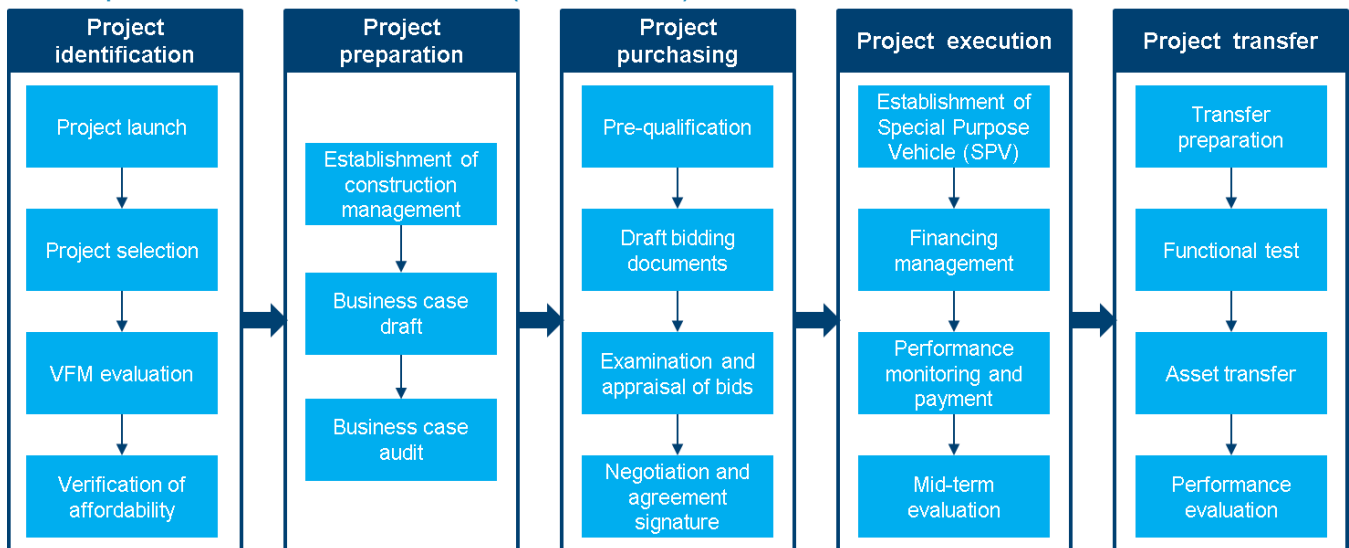 Project
identification
Project launch
Project selection
VFM evaluation
Verification of
affordability
Project
preparation
Establishment of
construction
management
Business case
draft
Business case
audit
Project
purchasing
Pre-qualification
Draft bidding
documents
Examination and
appraisal of bids
Negotiation and
agreement
signature
Project execution
Establishment of
Special Purpose
Vehicle (SPV)
Financing
management
Performance
monitoring and
payment
Mid-term
evaluation
Project transfer
Transfer
preparation
Functional test
Asset transfer
Performance
evaluation